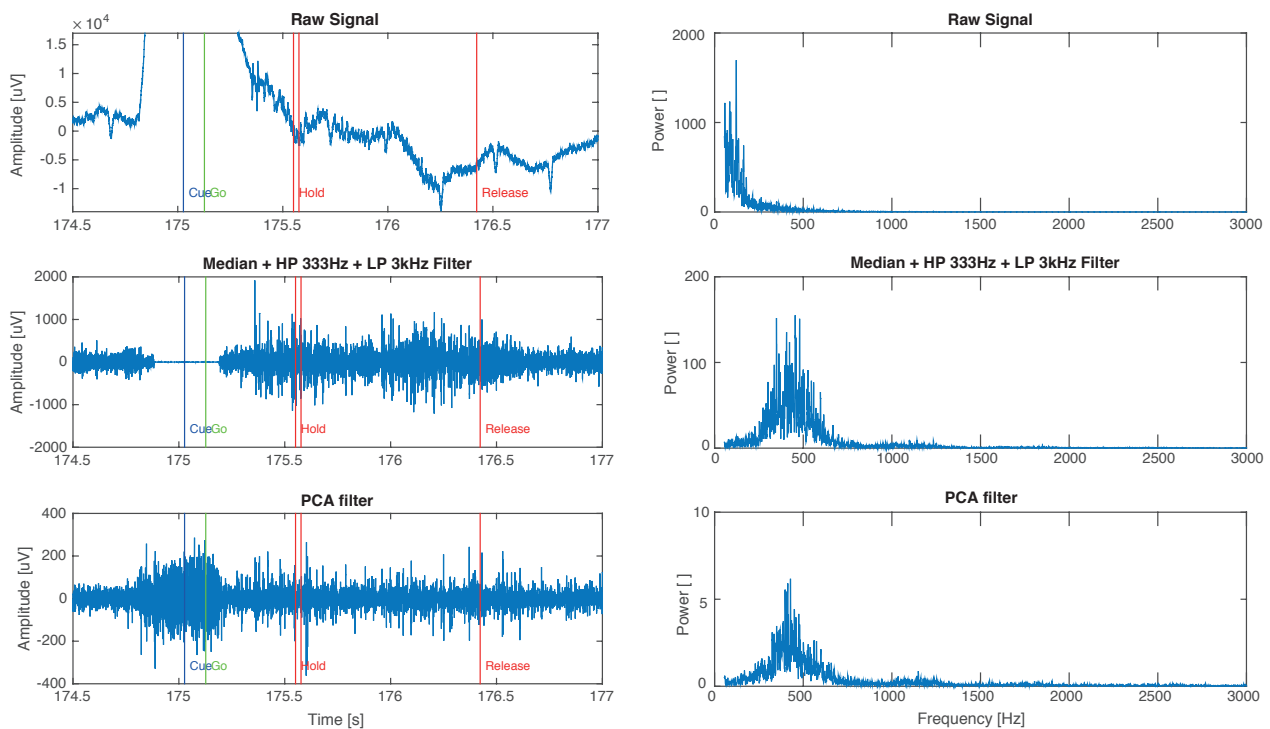 Raw Signal
× 10⁴
1.5
1
0.5
0
-0.5
-1
Amplitude [uV]
Cue Go Hold Release
174.5 175 175.5 176 176.5 177
Raw Signal
2000
1000
0
Power [ ]
0 500 1000 1500 2000 2500 3000
Median + HP 333Hz + LP 3kHz Filter
2000
1000
0
-1000
-2000
Amplitude [uV]
Cue Go Hold Release
174.5 175 175.5 176 176.5 177
Median + HP 333Hz + LP 3kHz Filter
200
100
0
Power [ ]
0 500 1000 1500 2000 2500 3000
PCA filter
400
200
0
-200
-400
Amplitude [uV]
Cue Go Hold Release
174.5 175 175.5 176 176.5 177
Time [s]
PCA filter
10
5
0
Power [ ]
0 500 1000 1500 2000 2500 3000
Frequency [Hz]